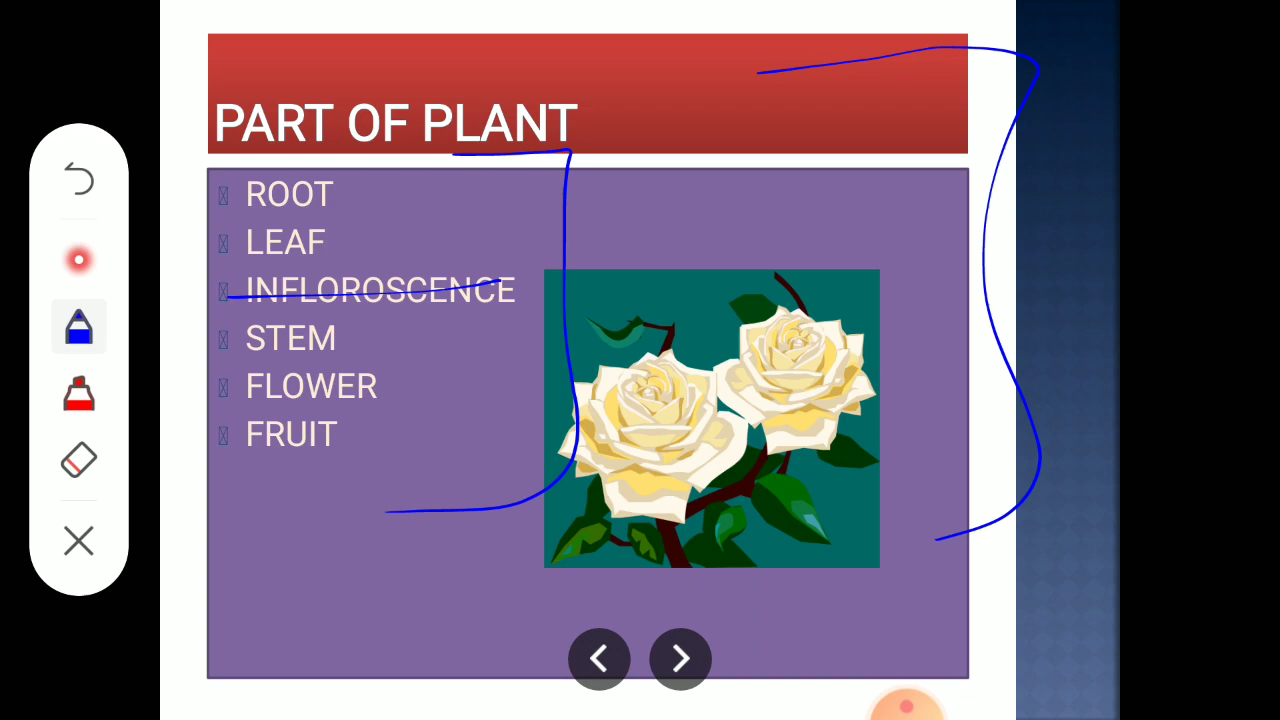 PART OF PLANT
ROOT
LEAF
INFLOROSCENCE
STEM
FLOWER
FRUIT